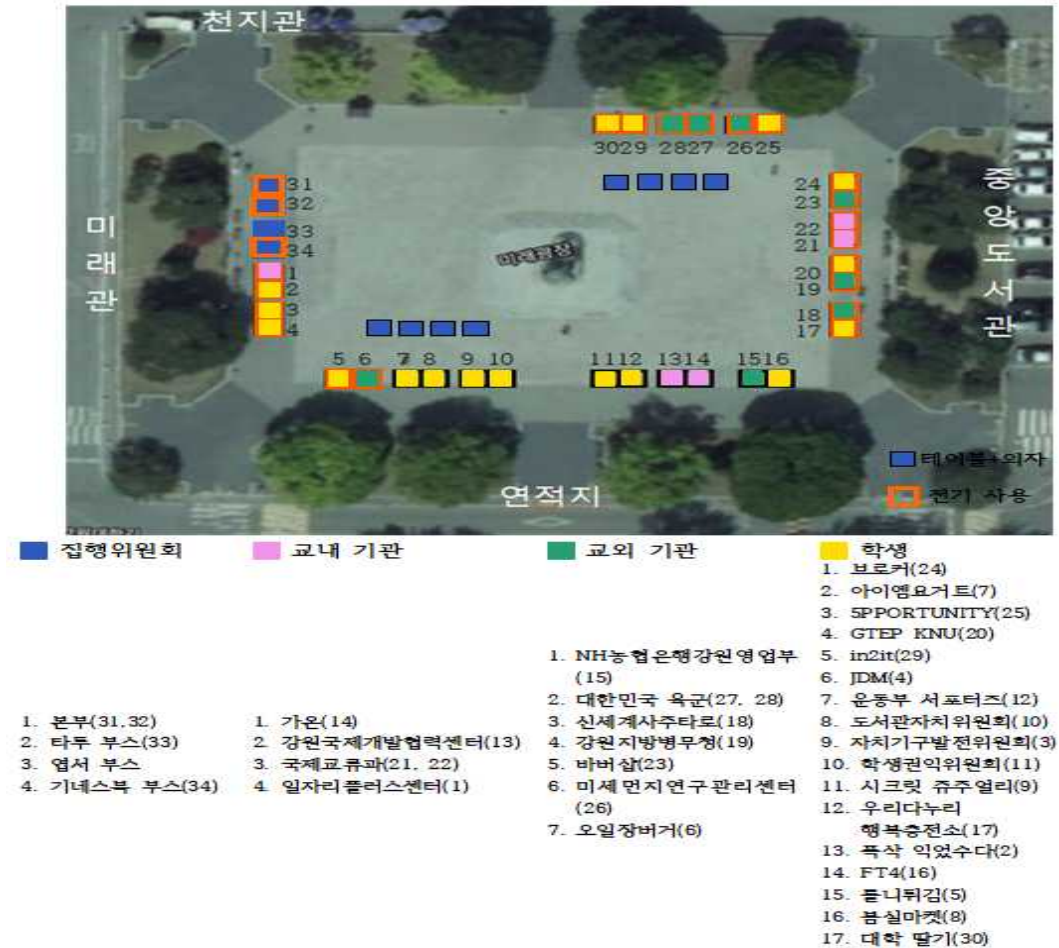 천지관
30 29 28 27 26 25
31
32
33
34
1
2
3
4
24
23
22
21
20
19
18
17
미래관
미래광장
중앙도서관
5 6 7 8 9 10 11 12 13 14 15 16
테이블+의자
전기 사용
연적지
집행위원회
1. 본부(31,32)
2. 타투 부스(33)
3. 엽서 부스
4. 기네스북 부스(34)
교내 기관
1. 가온(14)
2. 강원국제개발협력센터(13)
3. 국제교류과(21, 22)
4. 일자리플러스센터(1)
교외 기관
1. NH농협은행강원영업부
(15)
2. 대한민국 육군(27, 28)
3. 신세계사주타로(18)
4. 강원지방병무청(19)
5. 바버샵(23)
6. 미세먼지연구관리센터
(26)
7. 오일장버거(6)
학생
1. 브로커(24)
2. 아이엠요거트(7)
3. 5PPORTUNITY(25)
4. GTEP KNU(20)
5. in2it(29)
6. JDM(4)
7. 운동부 서포터즈(12)
8. 도서관자치위원회(10)
9. 자치기구발전위원회(3)
10. 학생권익위원회(11)
11. 시크릿 쥬주얼리(9)
12. 우리다누리
행복충전소(17)
13. 폭삭 익었수다(2)
14. FT4(16)
15. 톨니튀김(5)
16. 봄실마켓(8)
17. 대학 딸기(30)